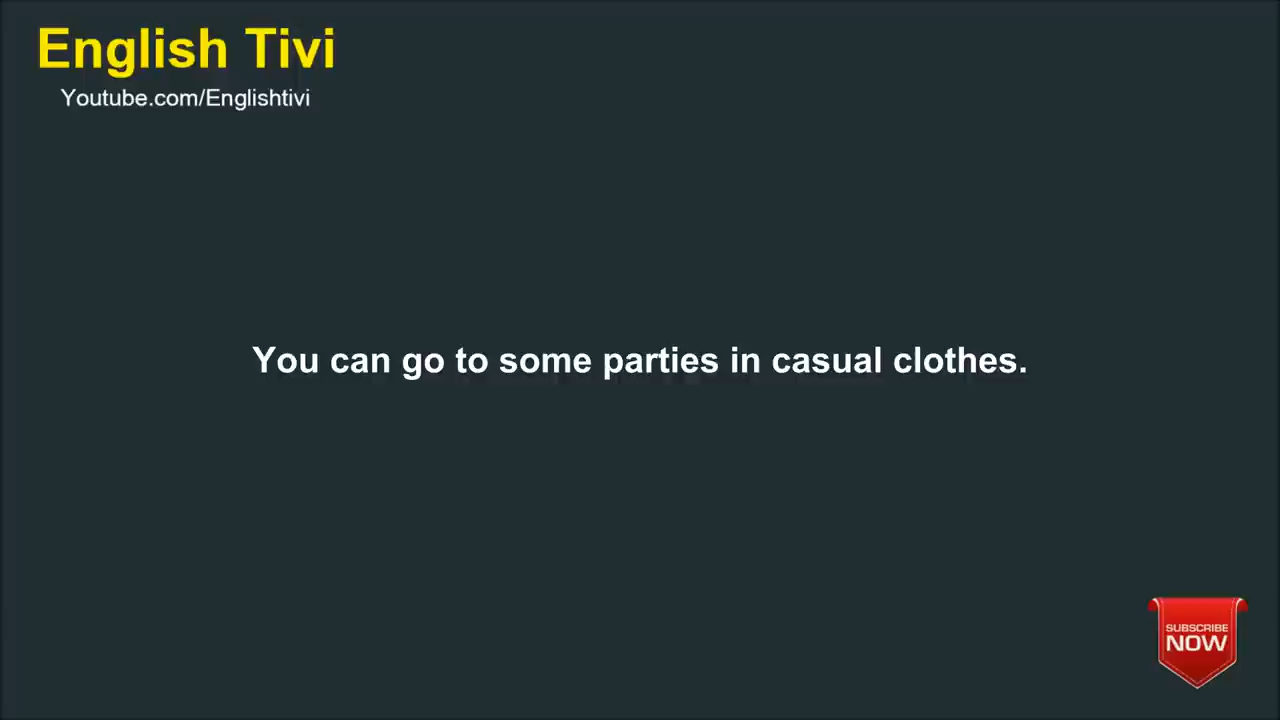 English Tivi
Youtube.com/Englishtivi
You can go to some parties in casual clothes.
SUBSCRIBE
NOW